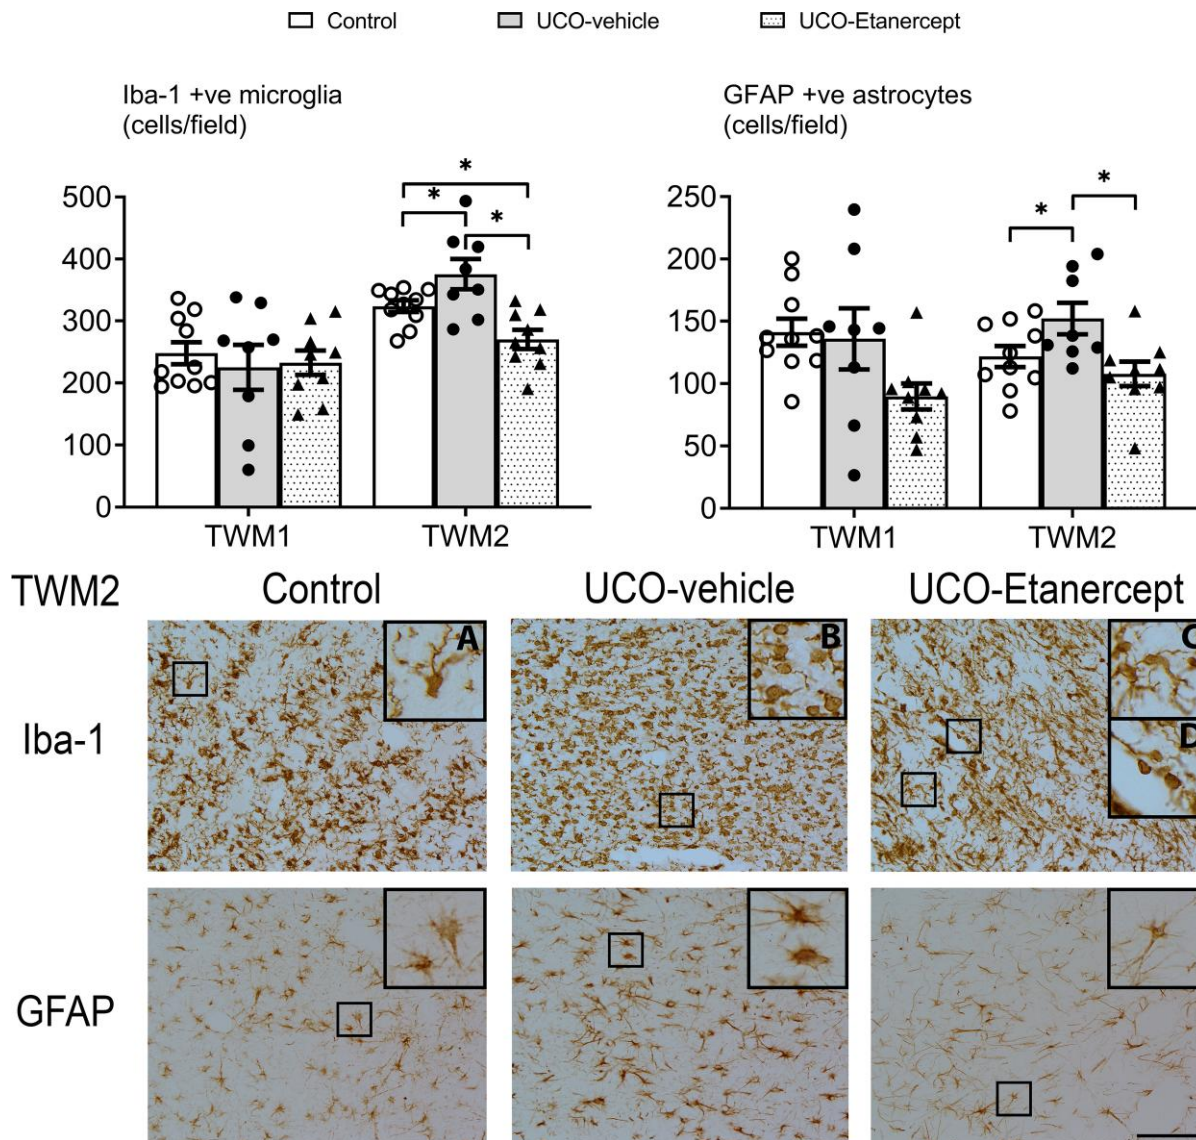 Control UCO-vehicle UCO-Etanercept
Iba-1 +ve microglia
(cells/field)
500
400
300
200
100
0
* * *
TWM1 TWM2
GFAP +ve astrocytes
(cells/field)
250
200
150
100
50
0
* *
TWM1 TWM2
TWM2 Control UCO-vehicle UCO-Etanercept
Iba-1
A
B
C
D
GFAP